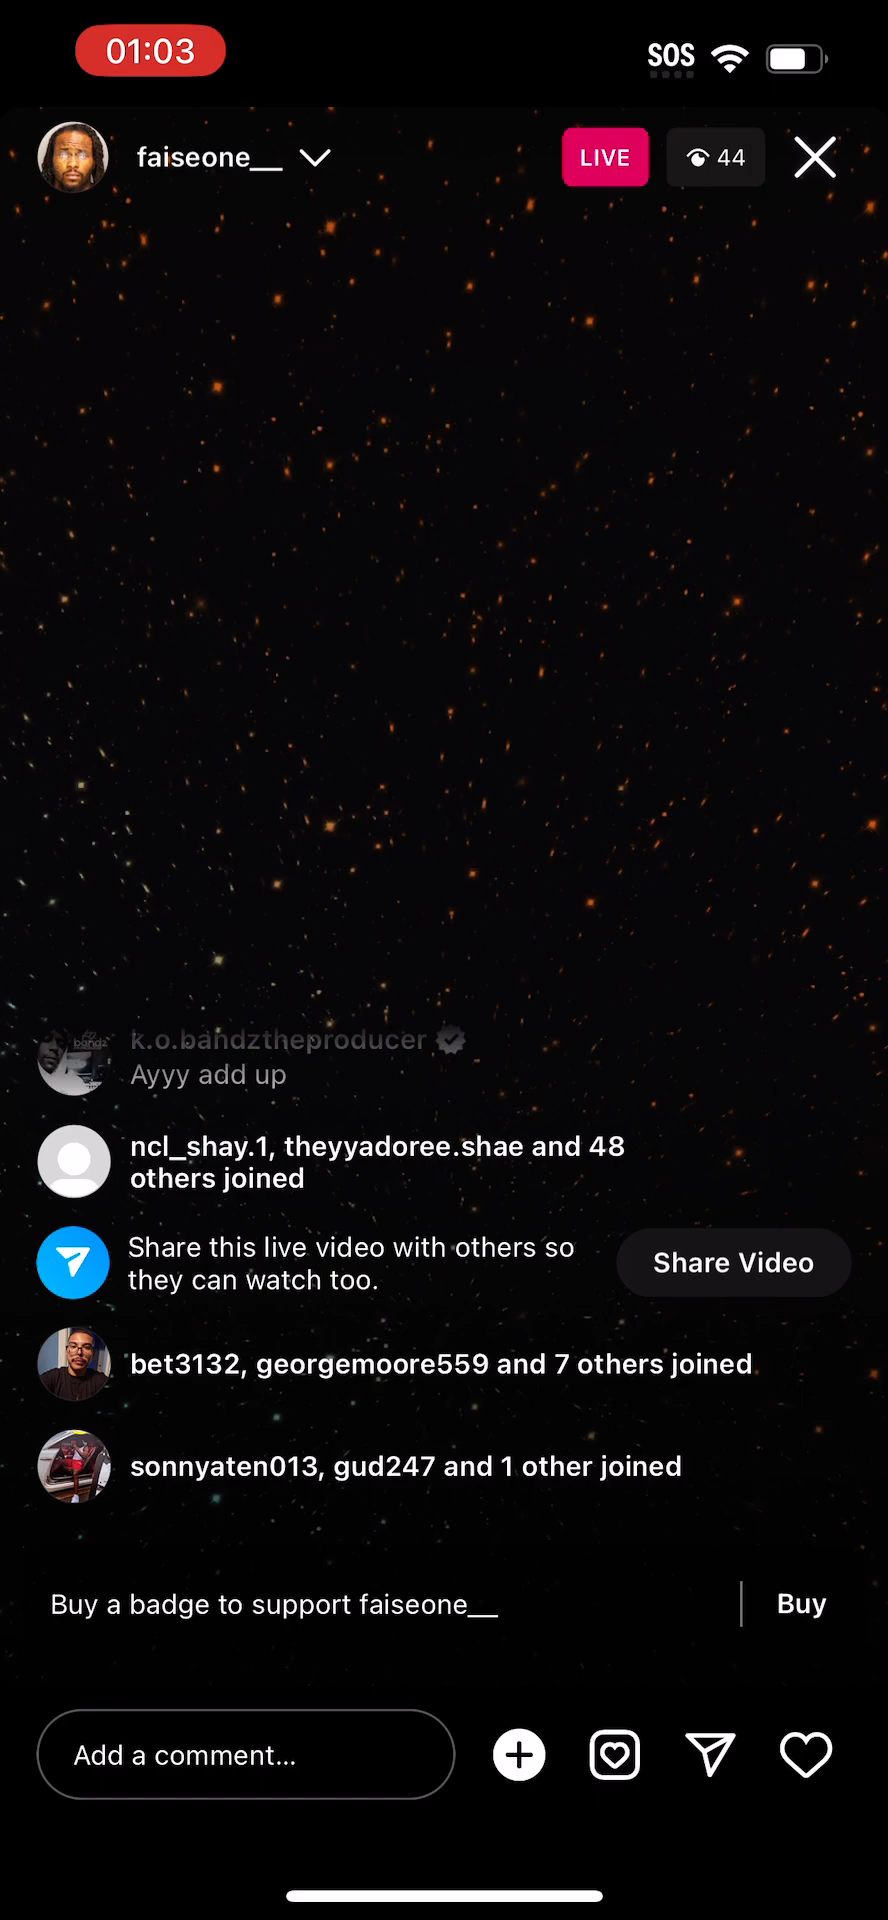 01:03
SOS
faiseone__
LIVE
44
k.o.bandztheproducer
Ayyy add up
ncl_shay.1, theyyadoree.shae and 48
others joined
Share this live video with others so
they can watch too.
Share Video
bet3132, georgemoore559 and 7 others joined
sonnyaten013, gud247 and 1 other joined
Buy a badge to support faiseone__
Buy
Add a comment...